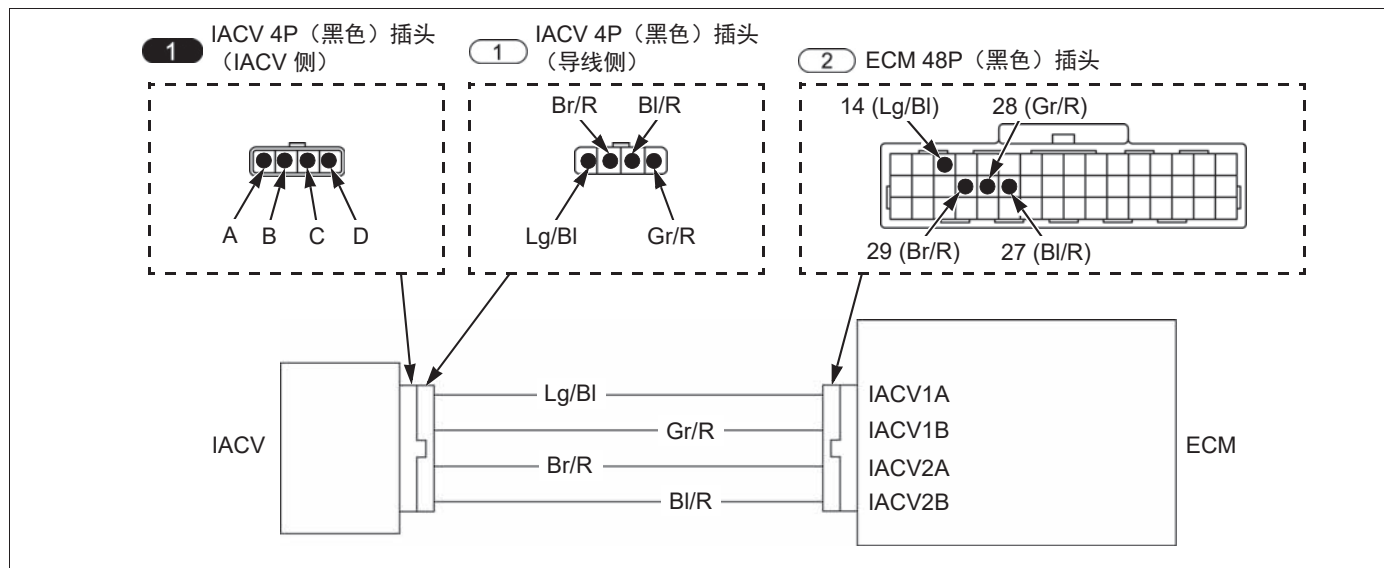 1 IACV 4P（黑色）插头
（IACV 侧）
A B C D
1 IACV 4P（黑色）插头
（导线侧）
Br/R Bl/R
Lg/Bl Gr/R
2 ECM 48P（黑色）插头
14 (Lg/Bl) 28 (Gr/R)
29 (Br/R) 27 (Bl/R)
IACV
Lg/Bl
Gr/R
Br/R
Bl/R
IACV1A
IACV1B
IACV2A
IACV2B
ECM